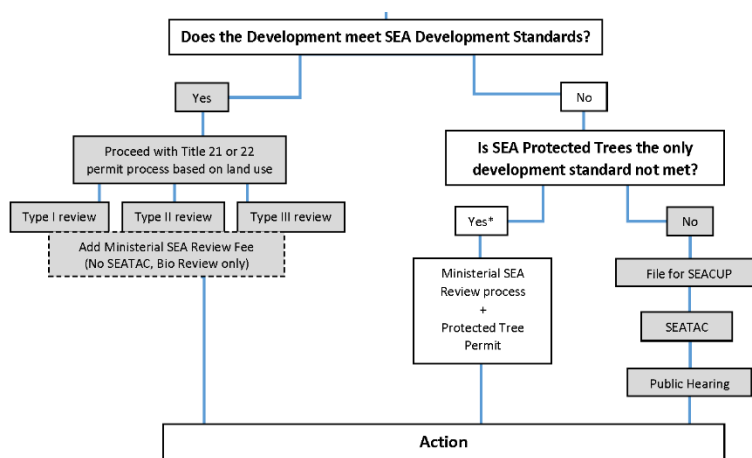 Does the Development meet SEA Development Standards?
Yes
No
Proceed with Title 21 or 22
permit process based on land use
Is SEA Protected Trees the only
development standard not met?
Type I review
Type II review
Type III review
Yes*
No
Add Ministerial SEA Review Fee
(No SEATAC, Bio Review only)
Ministerial SEA
Review process
+
Protected Tree
Permit
File for SEACUP
SEATAC
Public Hearing
Action